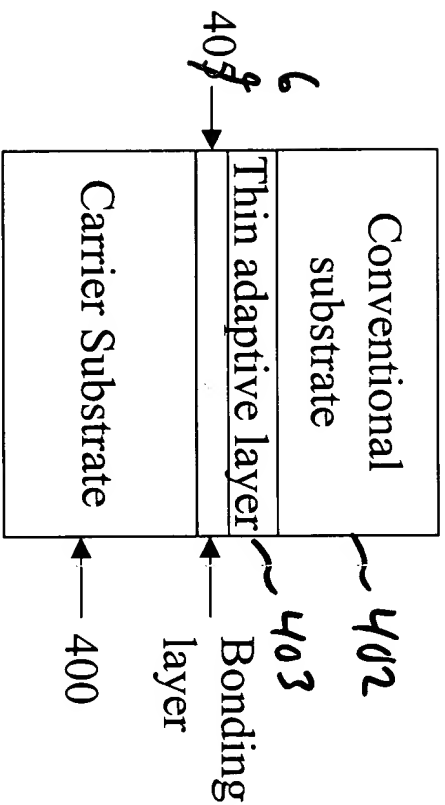 Conventional
substrate
402
Thin adaptive layer
403
406
Bonding
layer
Carrier Substrate
400